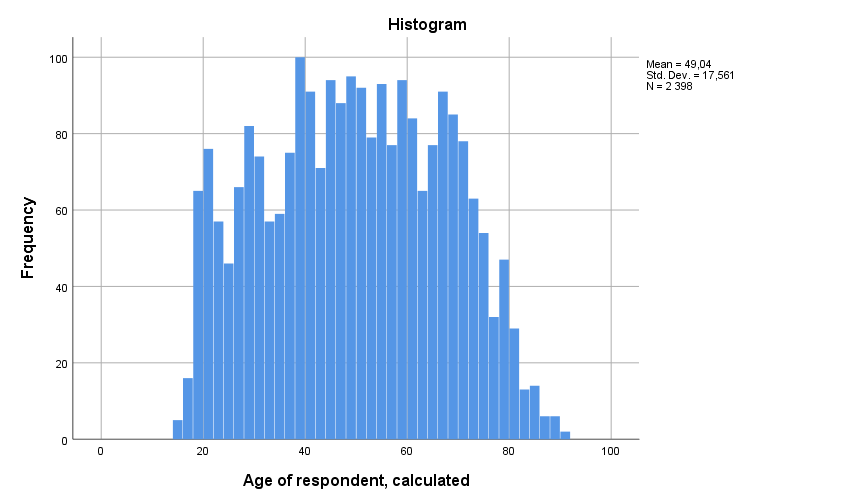 Histogram
Mean = 49,04
Std. Dev. = 17,561
N = 2 398
100
80
60
40
20
0
Frequency
0 20 40 60 80 100
Age of respondent, calculated